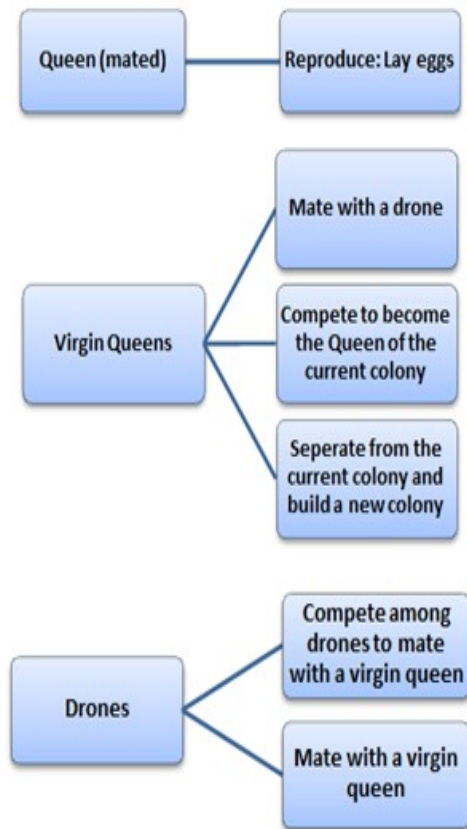 Queen (mated)
Reproduce: Lay eggs
Virgin Queens
Mate with a drone
Compete to become
the Queen of the
current colony
Seperate from the
current colony and
build a new colony
Drones
Compete among
drones to mate
with a virgin queen
Mate with a virgin
queen